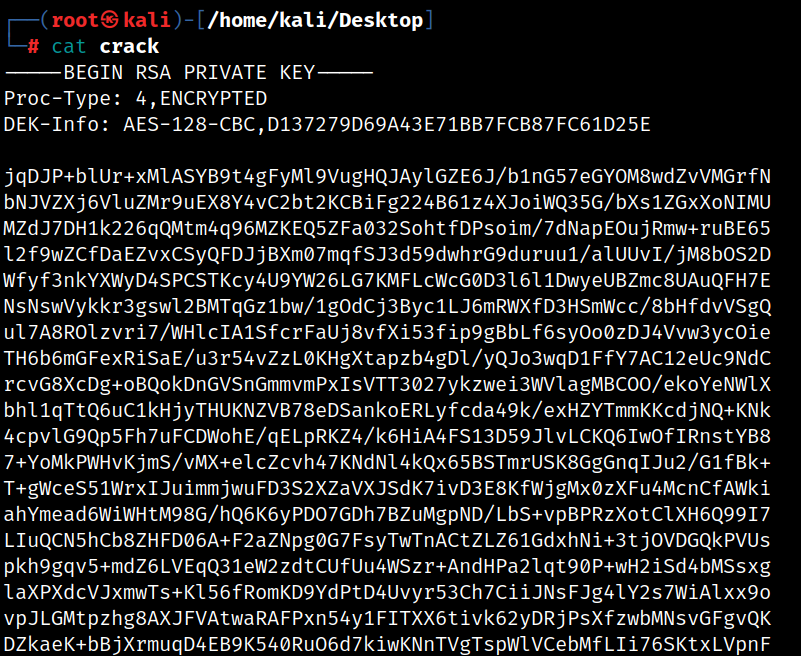 ┌──(root㉿kali)-[/home/kali/Desktop]
└─# cat crack
-----BEGIN RSA PRIVATE KEY-----
Proc-Type: 4,ENCRYPTED
DEK-Info: AES-128-CBC,D137279D69A43E71BB7FCB87FC61D25E

jqDJP+blUr+xMlASYB9t4gFyMl9VugHQJAylGZE6J/b1nG57eGYOM8wdZvVMGrfN
bNJVZXj6VluZMr9uEX8Y4vC2bt2KCBiFg224B61z4XJoiWQ35G/bXs1ZGxXoNIMU
MZdJ7DH1k226qQMtm4q96MZKEQ5ZFa032SohtfDPsoim/7dNapEOujRmw+ruBE65
l2f9wZCfDaEZvxCSyQFDJjBXm07mqfSJ3d59dwhrG9duruu1/alUUvI/jM8bOS2D
Wfyf3nkYXWyD4SPCSTKcy4U9YW26LG7KMFLcWcG0D3l6l1DwyeUBZmc8UAuQFH7E
NsNswVykkr3gswl2BMTqGz1bw/1gOdCj3Byc1LJ6mRWXfD3HSmWcc/8bHfdvVSgQ
ul7A8ROlzvri7/WHlcIA1SfcrFaUj8vfXi53fip9gBbLf6syOo0zDJ4Vvw3ycOie
TH6b6mGFexRiSaE/u3r54vZzL0KHgXtapzb4gDl/yQJo3wqD1FfY7AC12eUc9NdC
rcvG8XcDg+oBQokDnGVSnGmmvmPxIsVTT3027ykzwei3WVlagMBCOO/ekoYeNWlX
bhl1qTtQ6uC1kHjyTHUKNZVB78eDSankoERLyfcda49k/exHZYTmmKKcdjNQ+KNk
4cpvlG9Qp5Fh7uFCDWohE/qELpRKZ4/k6HiA4FS13D59JlvLCKQ6IwOfIRnstYB8
7+YoMkPWHvKjmS/vMX+elcZcvh47KNdNl4kQx65BSTmrUSK8GgGnqIJu2/G1fBk+
T+gWceS51WrxIJuimmjwuFD3S2XZaVXJSdK7ivD3E8KfWjgMx0zXFu4McnCfAWki
ahYmead6WiWHtM98G/hQ6K6yPDO7GDh7BZuMgpND/LbS+vpBPRzXotClXH6Q99I7
LIuQCN5hCb8ZHFD06A+F2aZNpg0G7FsyTwTnACtZLZ61GdxhNi+3tjOVDGQkPVUs
pkh9gqv5+mdZ6LVEqQ31eW2zdtCUfUu4WSzr+AndHPa2lqt90P+wH2iSd4bMSsxg
laXPXdcVJxmwTs+Kl56fRomKD9YdPtD4Uvyr53Ch7CiiJNsFJg4lY2s7WiAlxx9o
vpJLGMtpzhg8AXJFVAtwaRAFPxn54y1FITXX6tivk62yDRjPsXfzwbMNsvGFgvQK
DZkaeK+bBjXrmuqD4EB9K540RuO6d7kiwKNnTVgTspWlVCebMfLIi76SKtxLVpnF